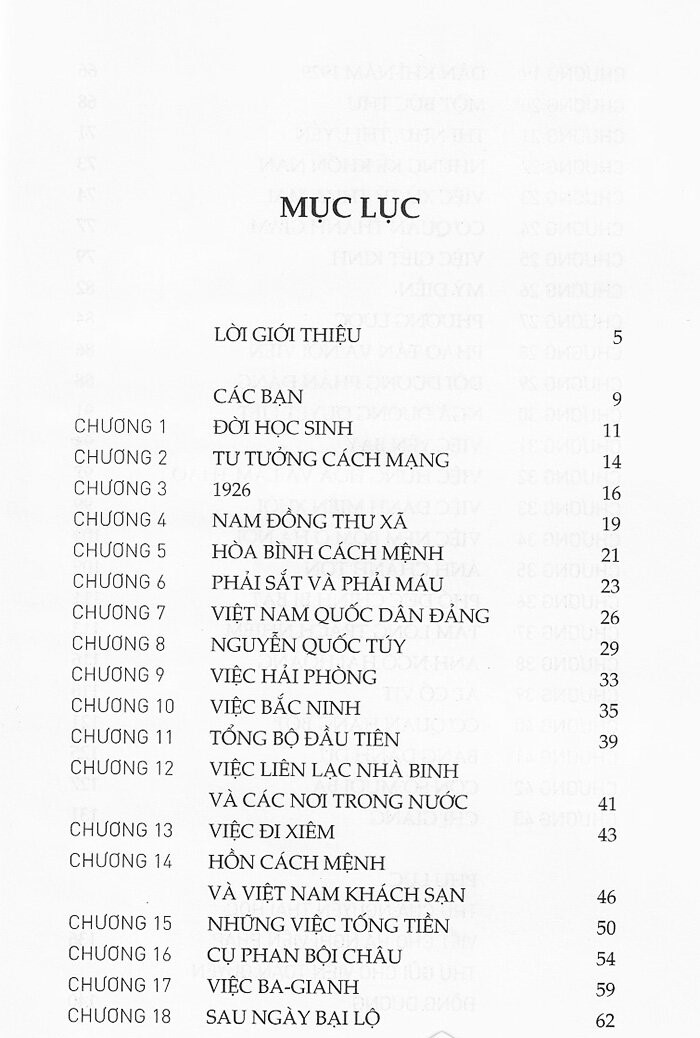 MỤC LỤC
LỜI GIỚI THIỆU 5
CÁC BẠN 9
CHƯƠNG 1 ĐỜI HỌC SINH 11
CHƯƠNG 2 TƯ TƯỞNG CÁCH MẠNG 14
CHƯƠNG 3 1926 16
CHƯƠNG 4 NAM ĐỒNG THƯ XÃ 19
CHƯƠNG 5 HÒA BÌNH CÁCH MỆNH 21
CHƯƠNG 6 PHẢI SẮT VÀ PHẢI MÁU 23
CHƯƠNG 7 VIỆT NAM QUỐC DÂN ĐẢNG 26
CHƯƠNG 8 NGUYỄN QUỐC TÚY 29
CHƯƠNG 9 VIỆC HẢI PHÒNG 33
CHƯƠNG 10 VIỆC BẮC NINH 35
CHƯƠNG 11 TỔNG BỘ ĐẦU TIÊN 39
CHƯƠNG 12 VIỆC LIÊN LẠC NHÀ BINH
VÀ CÁC NƠI TRONG NƯỚC 41
CHƯƠNG 13 VIỆC ĐI XIÊM 43
CHƯƠNG 14 HỒN CÁCH MỆNH
VÀ VIỆT NAM KHÁCH SẠN 46
CHƯƠNG 15 NHỮNG VIỆC TỐNG TIỀN 50
CHƯƠNG 16 CỤ PHAN BỘI CHÂU 54
CHƯƠNG 17 VIỆC BA-GIANH 59
CHƯƠNG 18 SAU NGÀY BẠI LỘ 62